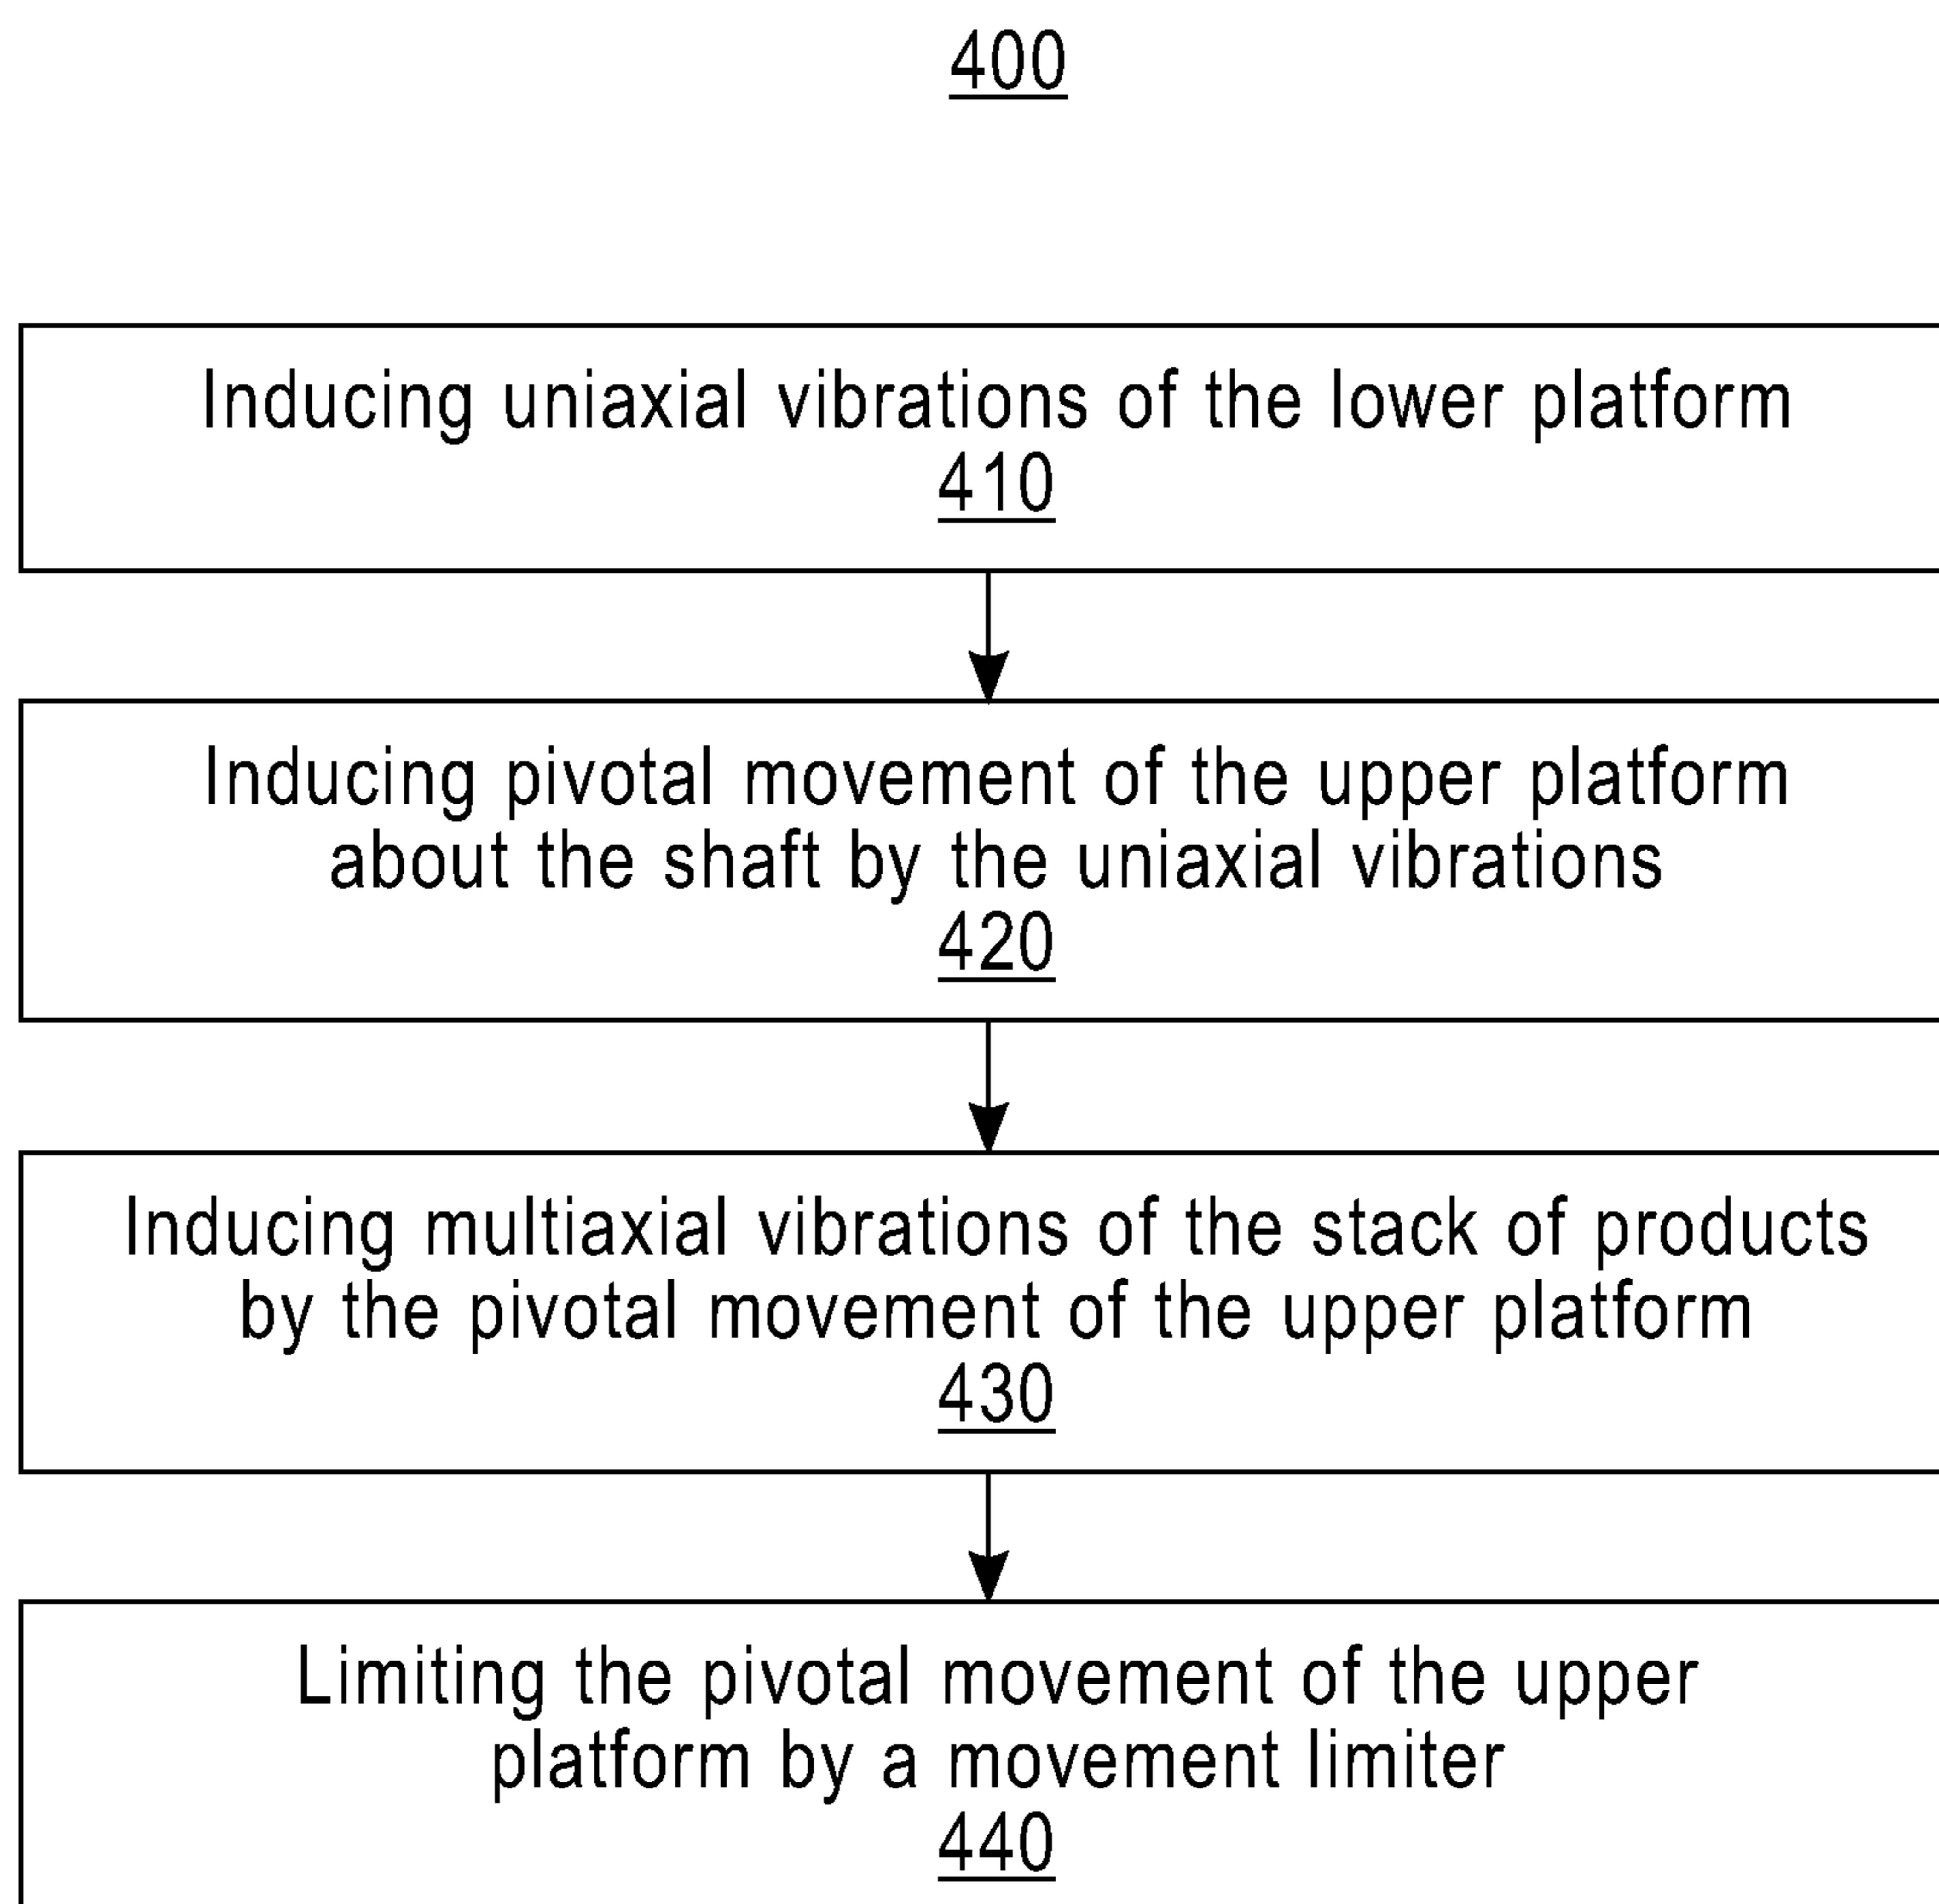 400
Inducing uniaxial vibrations of the lower platform
410
Inducing pivotal movement of the upper platform
about the shaft by the uniaxial vibrations
420
Inducing multiaxial vibrations of the stack of products
by the pivotal movement of the upper platform
430
Limiting the pivotal movement of the upper
platform by a movement limiter
440